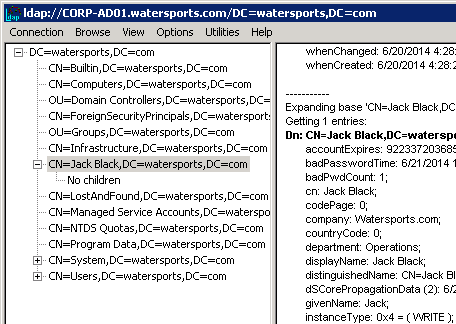 ldap://CORP-AD01.watersports.com/DC=watersports,DC=com
Connection Browse View Options Utilities Help
DC=watersports,DC=com
CN=Builtin,DC=watersports,DC=com
CN=Computers,DC=watersports,DC=com
OU=Domain Controllers,DC=watersports,DC=com
CN=ForeignSecurityPrincipals,DC=watersports
OU=Groups,DC=watersports,DC=com
CN=Infrastructure,DC=watersports,DC=com
CN=Jack Black,DC=watersports,DC=com
No children
CN=LostAndFound,DC=watersports,DC=com
CN=Managed Service Accounts,DC=waterspo
CN=NTDS Quotas,DC=watersports,DC=com
CN=Program Data,DC=watersports,DC=com
CN=System,DC=watersports,DC=com
CN=Users,DC=watersports,DC=com
whenChanged: 6/20/2014 4:28:
whenCreated: 6/20/2014 4:28:2
-----------
Expanding base 'CN=Jack Black,DC
Getting 1 entries:
Dn: CN=Jack Black,DC=waterspo
accountExpires: 922337203685
badPasswordTime: 6/21/2014 1
badPwdCount: 1;
cn: Jack Black;
codePage: 0;
company: Watersports.com;
countryCode: 0;
department: Operations;
displayName: Jack Black;
distinguishedName: CN=Jack Bl
dSCorePropagationData (2): 6/2
givenName: Jack;
instanceType: 0x4 = ( WRITE );